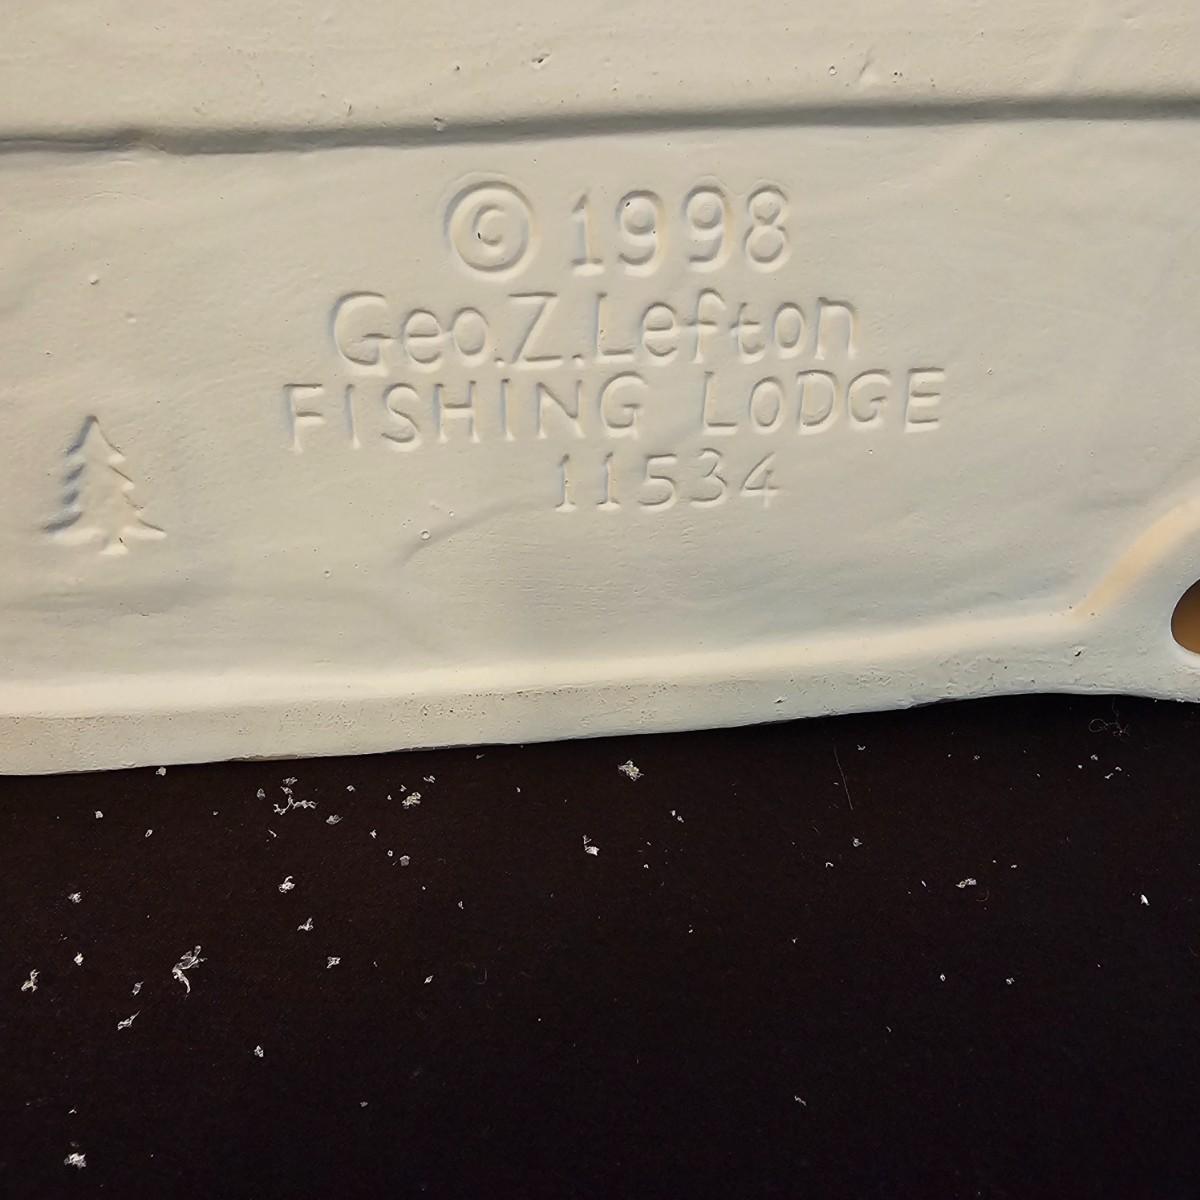 © 1998
Geo.Z.Lefton
FISHING LODGE
11534